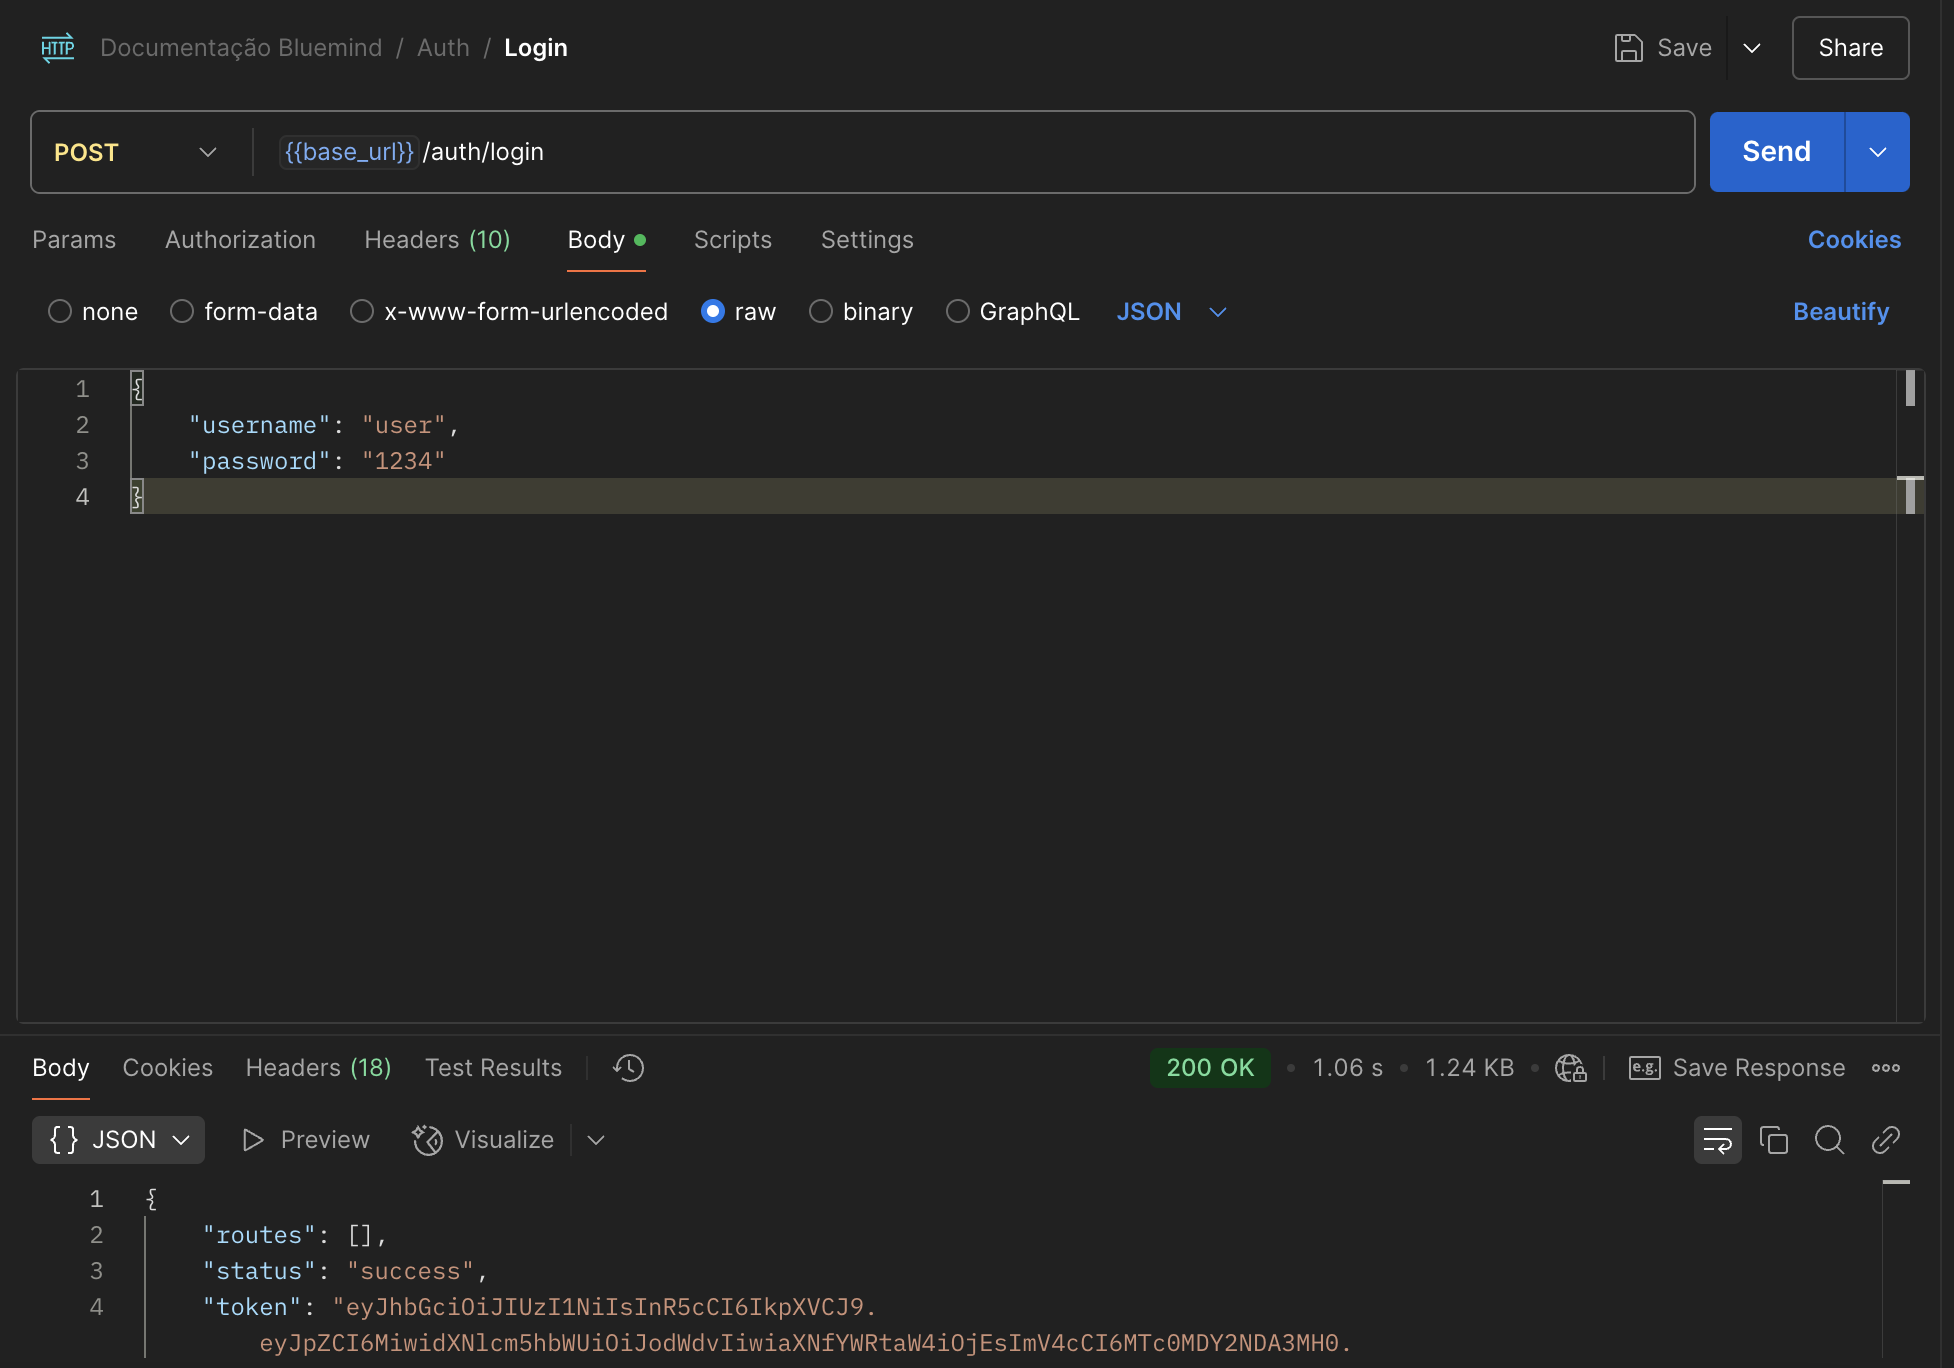 HTTP Documentação Bluemind / Auth / Login Save Share
POST {{base_url}}/auth/login Send
Params Authorization Headers (10) Body Scripts Settings Cookies
none form-data x-www-form-urlencoded raw binary GraphQL JSON Beautify
1 {
2 "username": "user",
3 "password": "1234"
4 }
Body Cookies Headers (18) Test Results 200 OK • 1.06 s • 1.24 KB • e.g. Save Response
{} JSON Preview Visualize
1 {
2 "routes": [],
3 "status": "success",
4 "token": "eyJhbGciOiJIUzI1NiIsInR5cCI6IkpXVCJ9.
eyJpZCI6MiwidXNlcm5hbWUiOiJodWdvIiwiaXNfYWRtaW4iOjEsImV4cCI6MTc0MDY2NDA3MH0.